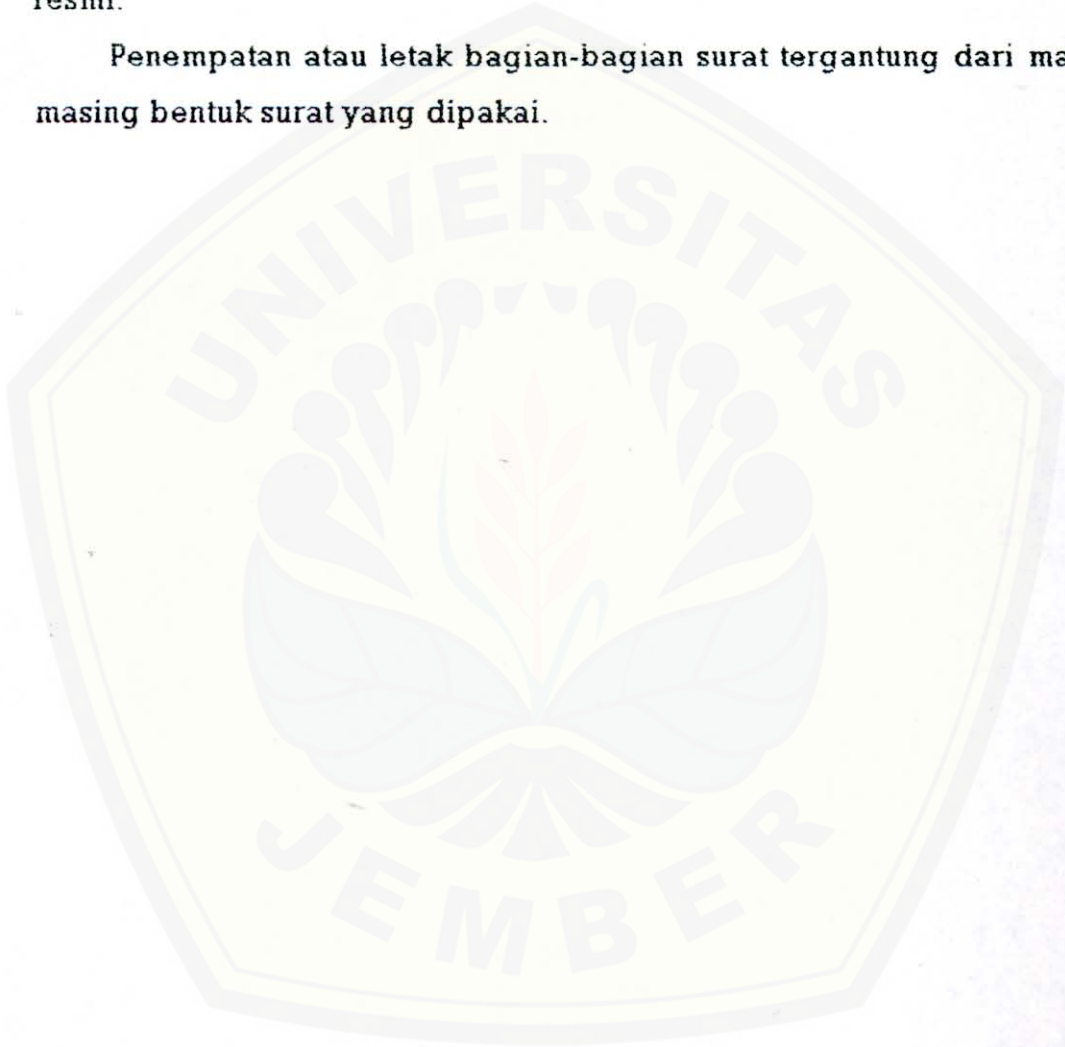 resmi.
Penempatan atau letak bagian-bagian surat tergantung dari ma
masing bentuk surat yang dipakai.
UNIVERSITAS
JEMBER